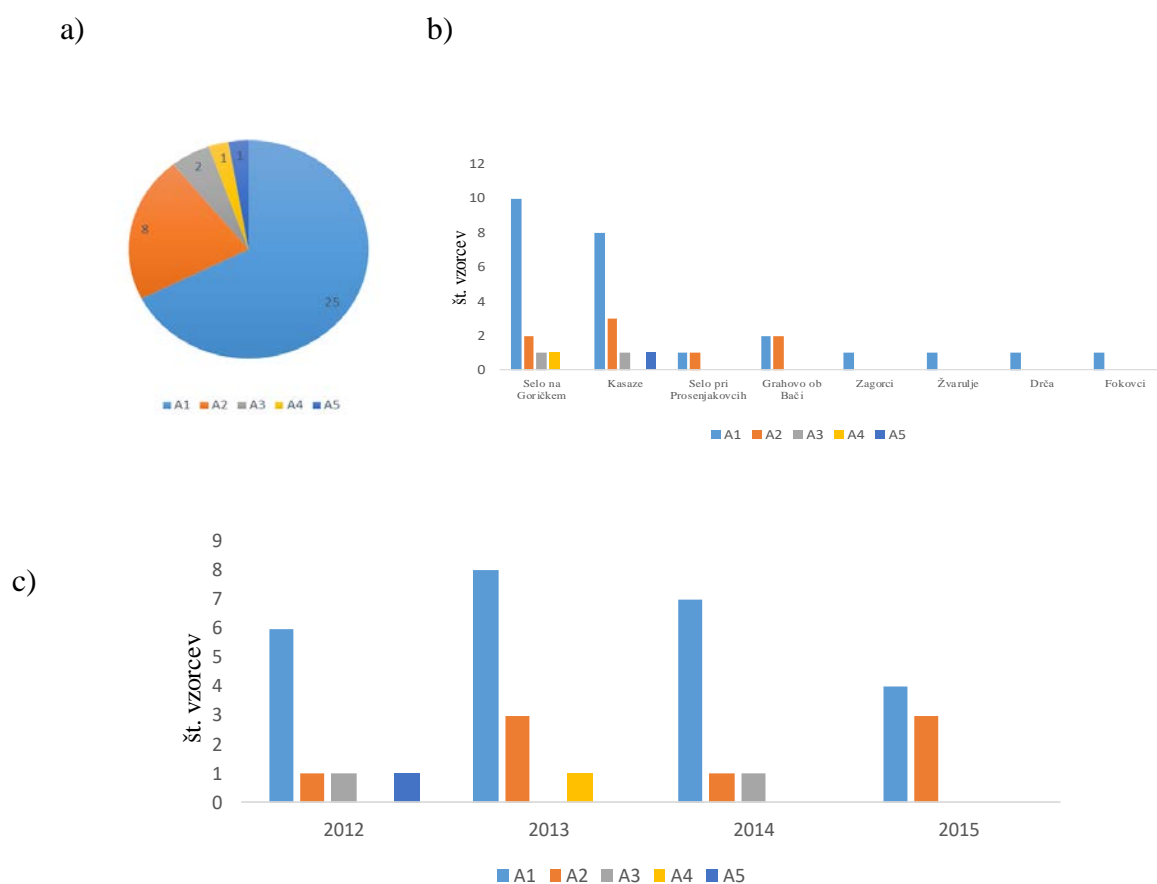 a)
b)
1
1
2
8
25
A1 A2 A3 A4 A5
št. vzorcev
12
10
8
6
4
2
0
Selo na
Goričkem
Kasaze
Selo pri
Prosenjakovcih
Grahovo ob
Bači
Zagorci
Žvarulje
Drča
Fokovci
A1 A2 A3 A4 A5
c)
št. vzorcev
9
8
7
6
5
4
3
2
1
0
2012 2013 2014 2015
A1 A2 A3 A4 A5